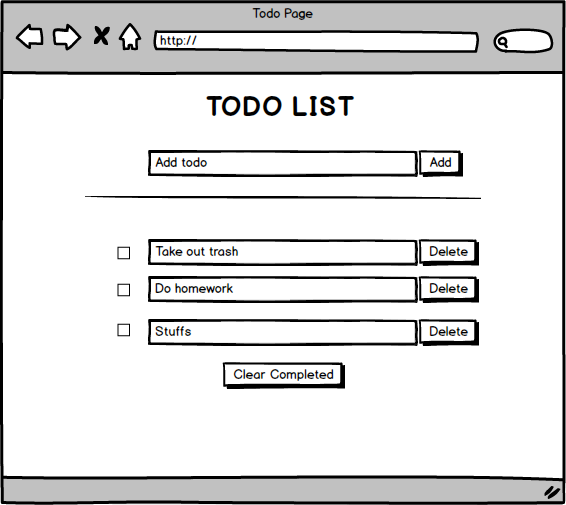 Todo Page
http://
TODO LIST
Add todo Add
Take out trash Delete
Do homework Delete
Stuffs Delete
Clear Completed